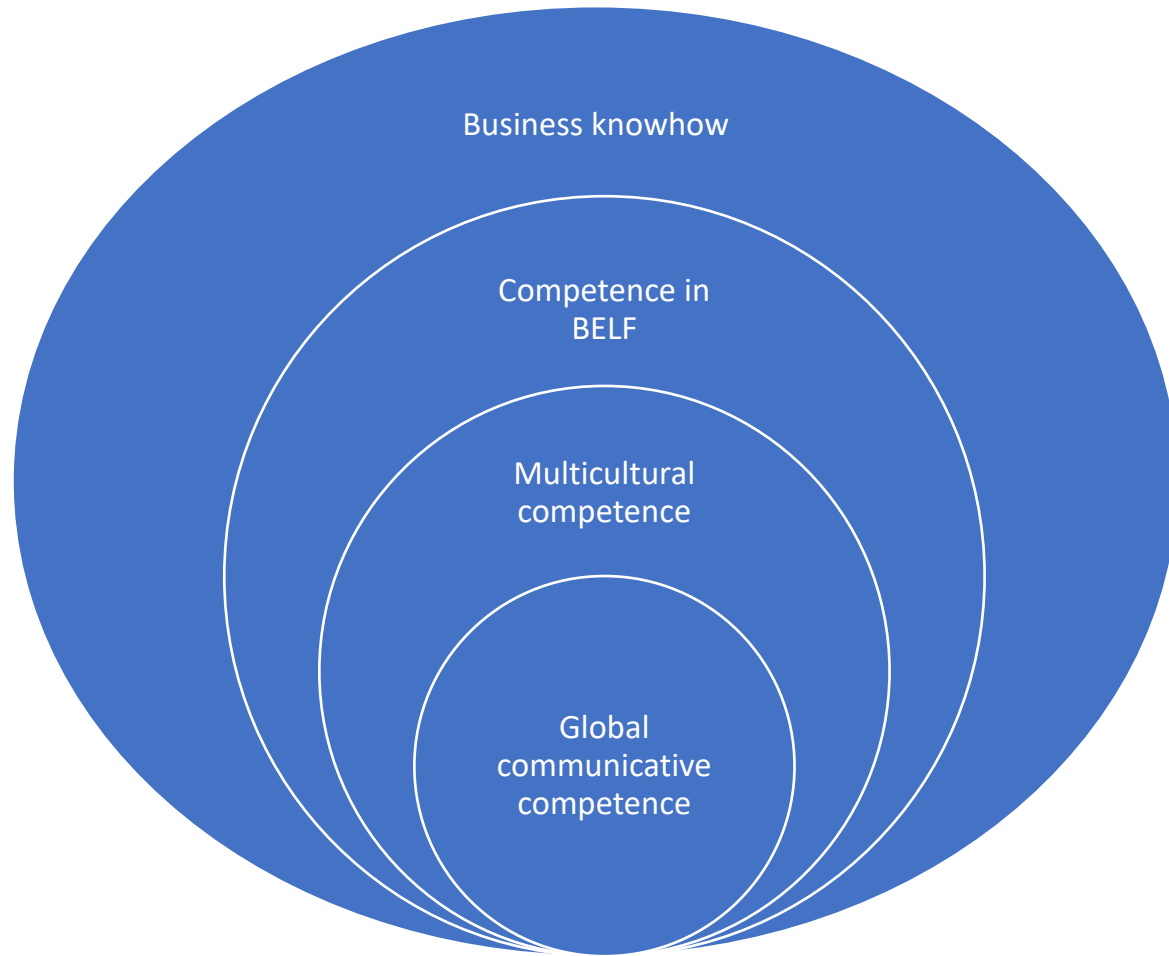 Business knowhow
Competence in
BELF
Multicultural
competence
Global
communicative
competence